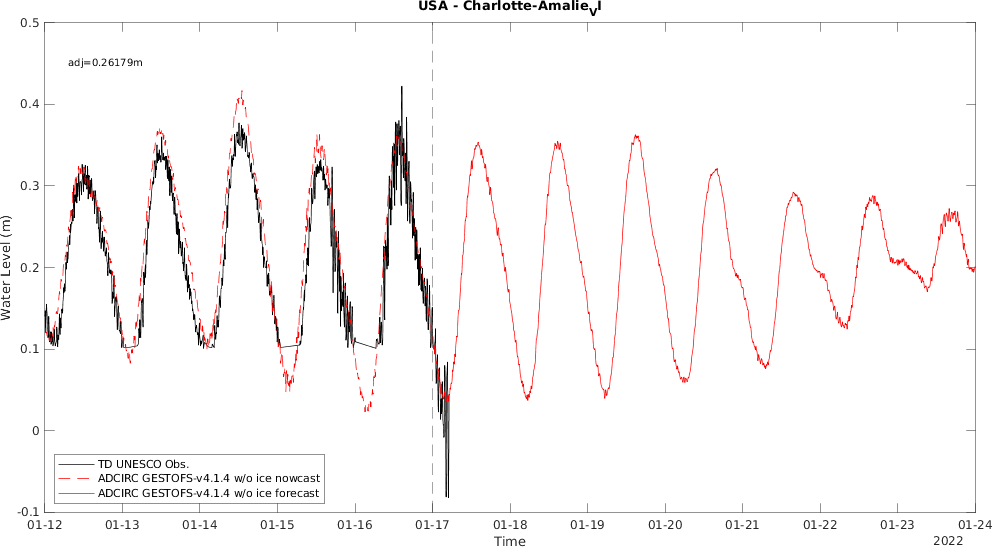 USA - Charlotte-Amalie_VI
adj=0.26179m
0.5
0.4
0.3
0.2
0.1
0
-0.1
Water Level (m)
TD UNESCO Obs.
ADCIRC GESTOFS-v4.1.4 w/o ice nowcast
ADCIRC GESTOFS-v4.1.4 w/o ice forecast
01-12 01-13 01-14 01-15 01-16 01-17 01-18 01-19 01-20 01-21 01-22 01-23 01-24
Time
2022